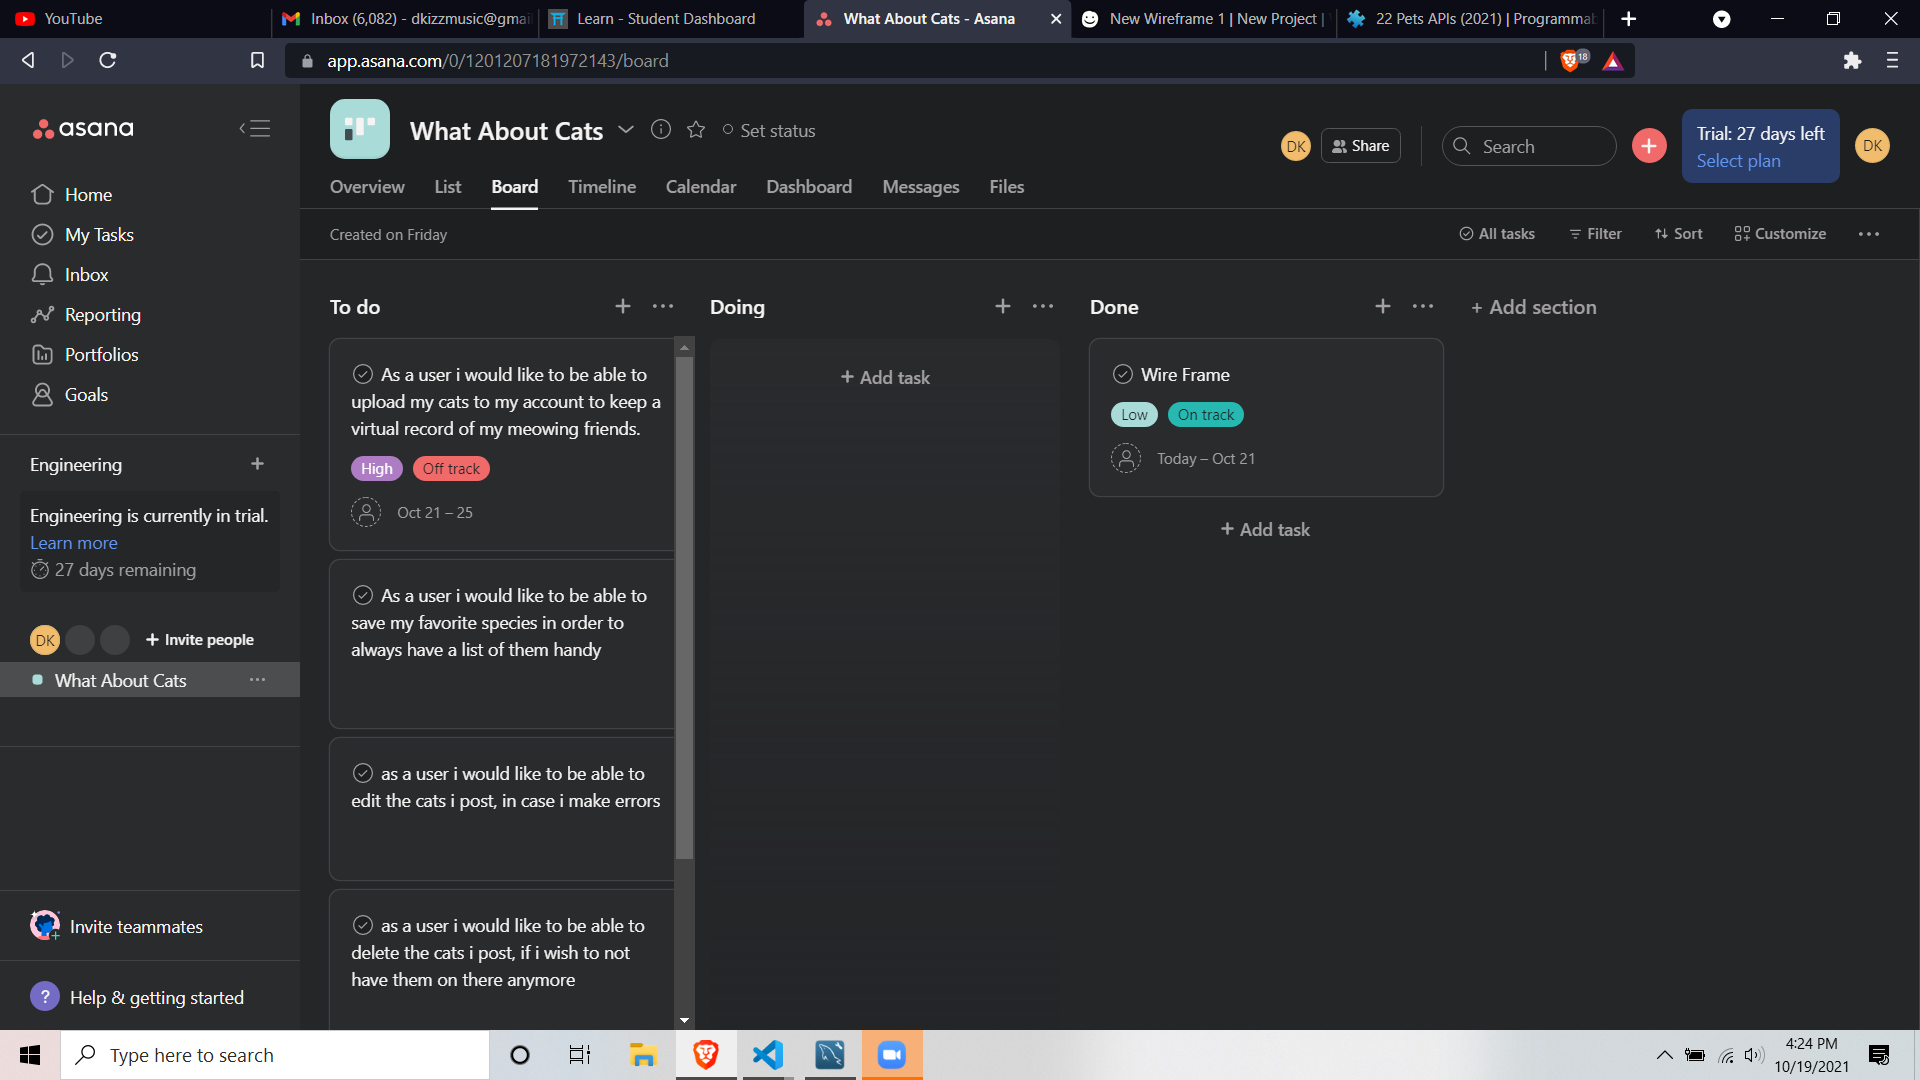 YouTube
Inbox (6,082) - dkizzmusic@gmai
Learn - Student Dashboard
What About Cats - Asana
New Wireframe 1 | New Project |
22 Pets APIs (2021) | Programmab
app.asana.com/0/1201207181972143/board
18
asana
Home
My Tasks
Inbox
Reporting
Portfolios
Goals
Engineering
Engineering is currently in trial.
Learn more
27 days remaining
DK
+ Invite people
What About Cats
Invite teammates
? Help & getting started
What About Cats
Set status
DK
Share
Search
Trial: 27 days left
Select plan
DK
Overview List Board Timeline Calendar Dashboard Messages Files
Created on Friday
All tasks Filter Sort Customize
To do
As a user i would like to be able to
upload my cats to my account to keep a
virtual record of my meowing friends.
High Off track
Oct 21 – 25
As a user i would like to be able to
save my favorite species in order to
always have a list of them handy
as a user i would like to be able to
edit the cats i post, in case i make errors
as a user i would like to be able to
delete the cats i post, if i wish to not
have them on there anymore
Doing
+ Add task
Done
Wire Frame
Low On track
Today – Oct 21
+ Add task
+ Add section
Type here to search
4:24 PM
10/19/2021